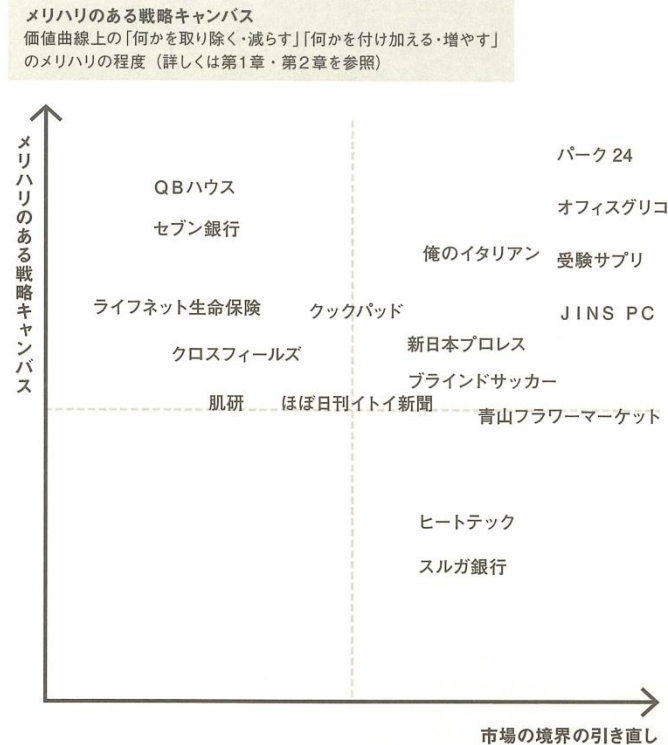 メリハリのある戦略キャンバス
価値曲線上の「何かを取り除く・減らす」「何かを付け加える・増やす」
のメリハリの程度（詳しくは第1章・第2章を参照）
メリハリのある戦略キャンバス
パーク24
QBハウス
オフィスグリコ
セブン銀行
俺のイタリアン
受験サプリ
ライフネット生命保険
クックパッド
JINS PC
新日本プロレス
クロスフィールズ
ブラインドサッカー
肌研
ほぼ日刊イトイ新聞
青山フラワーマーケット
ヒートテック
スルガ銀行
市場の境界の引き直し